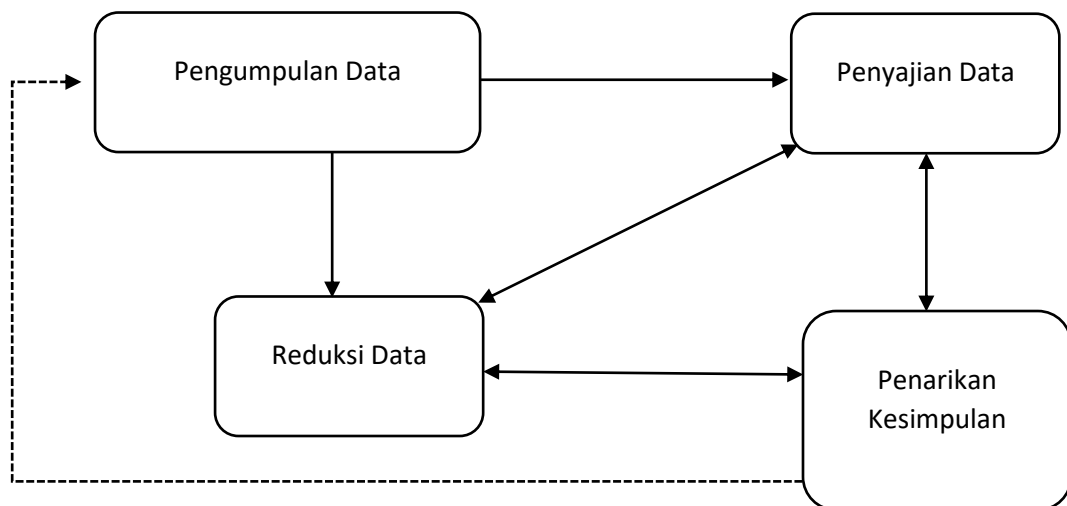 Pengumpulan Data
Penyajian Data
Reduksi Data
Penarikan
Kesimpulan